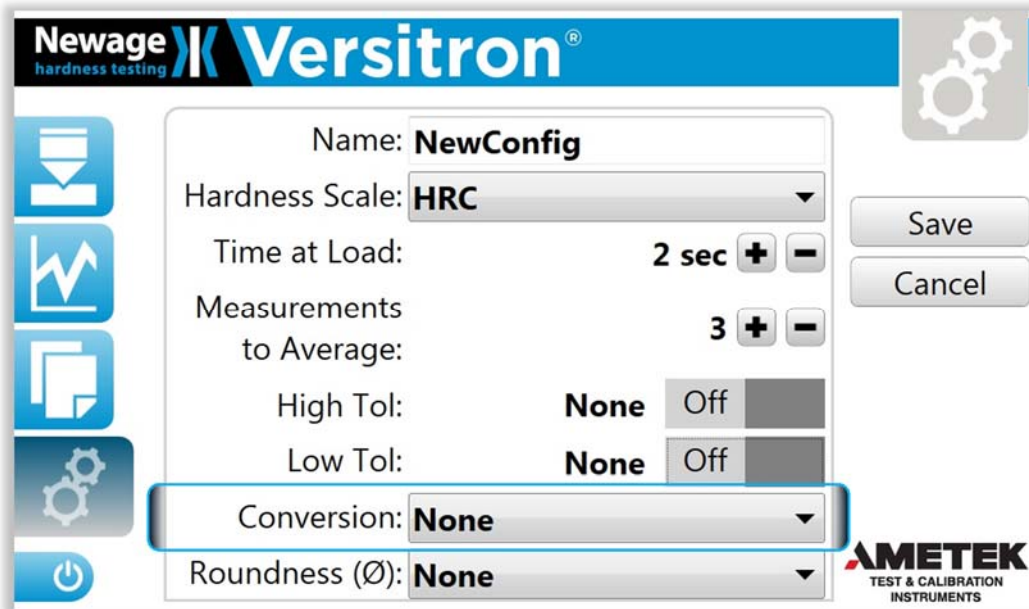 Newage
hardness testing
Versitron®
Name: NewConfig
Hardness Scale: HRC
Time at Load: 2 sec + -
Measurements
to Average: 3 + -
High Tol: None Off
Low Tol: None Off
Conversion: None
Roundness (Ø): None
Save
Cancel
AMETEK
TEST & CALIBRATION
INSTRUMENTS